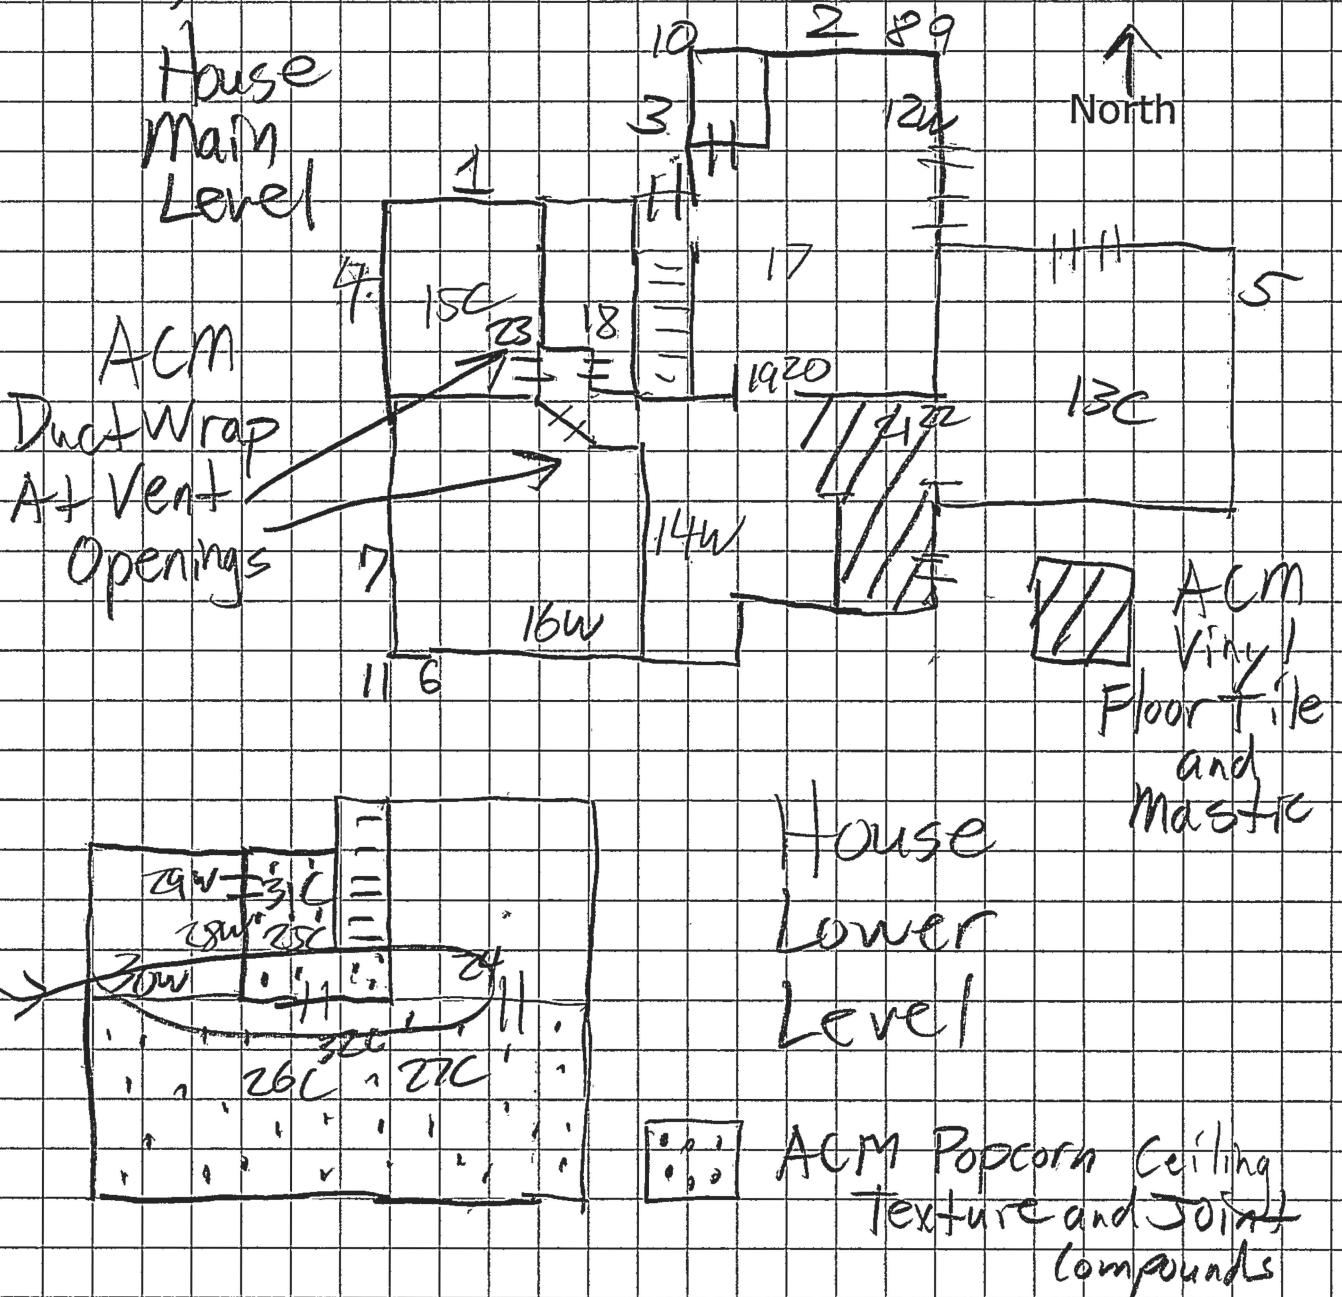 House
Main
Level
10
2
8 9
North
3
12W
1
4
15C
23
18
17
5
19 20
21 22
13C
ACM
Duct Wrap
At Vent
Openings
7
14W
16W
11 6
ACM
Vinyl
Floor Tile
and
Mastic
House
Lower
Level
29W
31C
28W
25C
30W
24
32C
26C
27C
ACM Popcorn Ceiling
Texture and Joint
Compounds